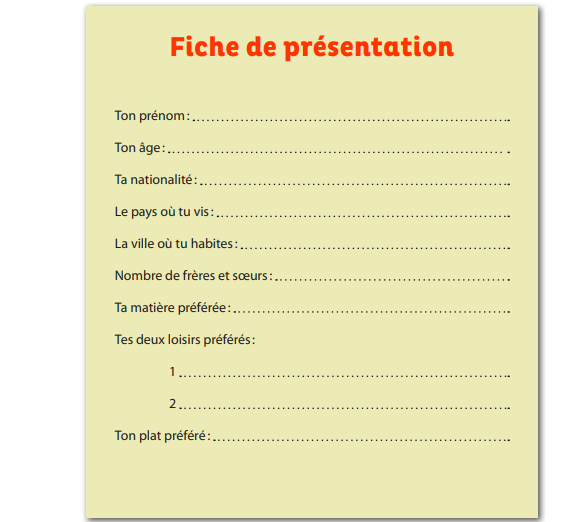 Fiche de présentation
Ton prénom : ..............................
Ton âge : ..............................
Ta nationalité : ..............................
Le pays où tu vis : ..............................
La ville où tu habites : ..............................
Nombre de frères et sœurs : ..............................
Ta matière préférée : ..............................
Tes deux loisirs préférés :
1 ..............................
2 ..............................
Ton plat préféré : ..............................